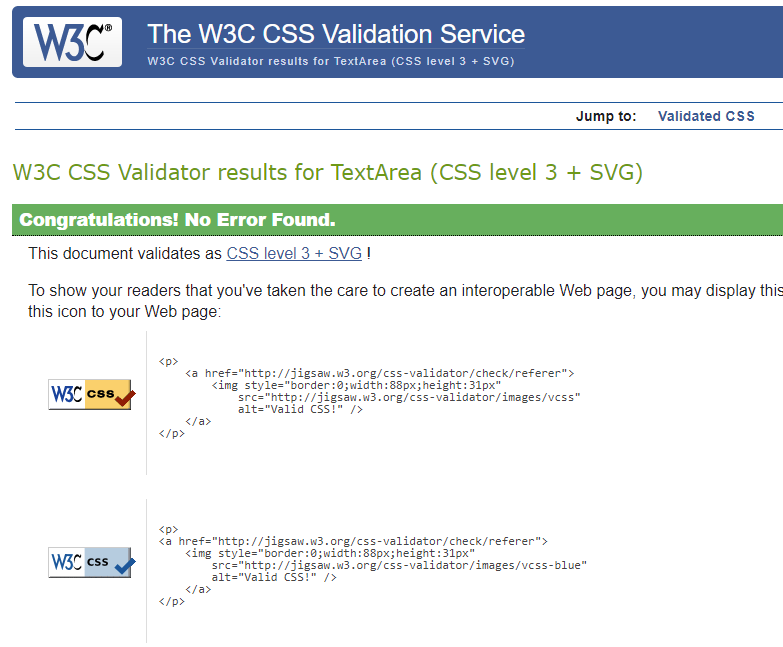 W3C® The W3C CSS Validation Service
W3C CSS Validator results for TextArea (CSS level 3 + SVG)
Jump to: Validated CSS
W3C CSS Validator results for TextArea (CSS level 3 + SVG)
Congratulations! No Error Found.
This document validates as CSS level 3 + SVG !
To show your readers that you've taken the care to create an interoperable Web page, you may display this
this icon to your Web page:
W3C css
<p>
    <a href="http://jigsaw.w3.org/css-validator/check/referer">
        <img style="border:0;width:88px;height:31px"
            src="http://jigsaw.w3.org/css-validator/images/vcss"
            alt="Valid CSS!" />
    </a>
</p>
W3C css
<p>
<a href="http://jigsaw.w3.org/css-validator/check/referer">
    <img style="border:0;width:88px;height:31px"
        src="http://jigsaw.w3.org/css-validator/images/vcss-blue"
        alt="Valid CSS!" />
    </a>
</p>